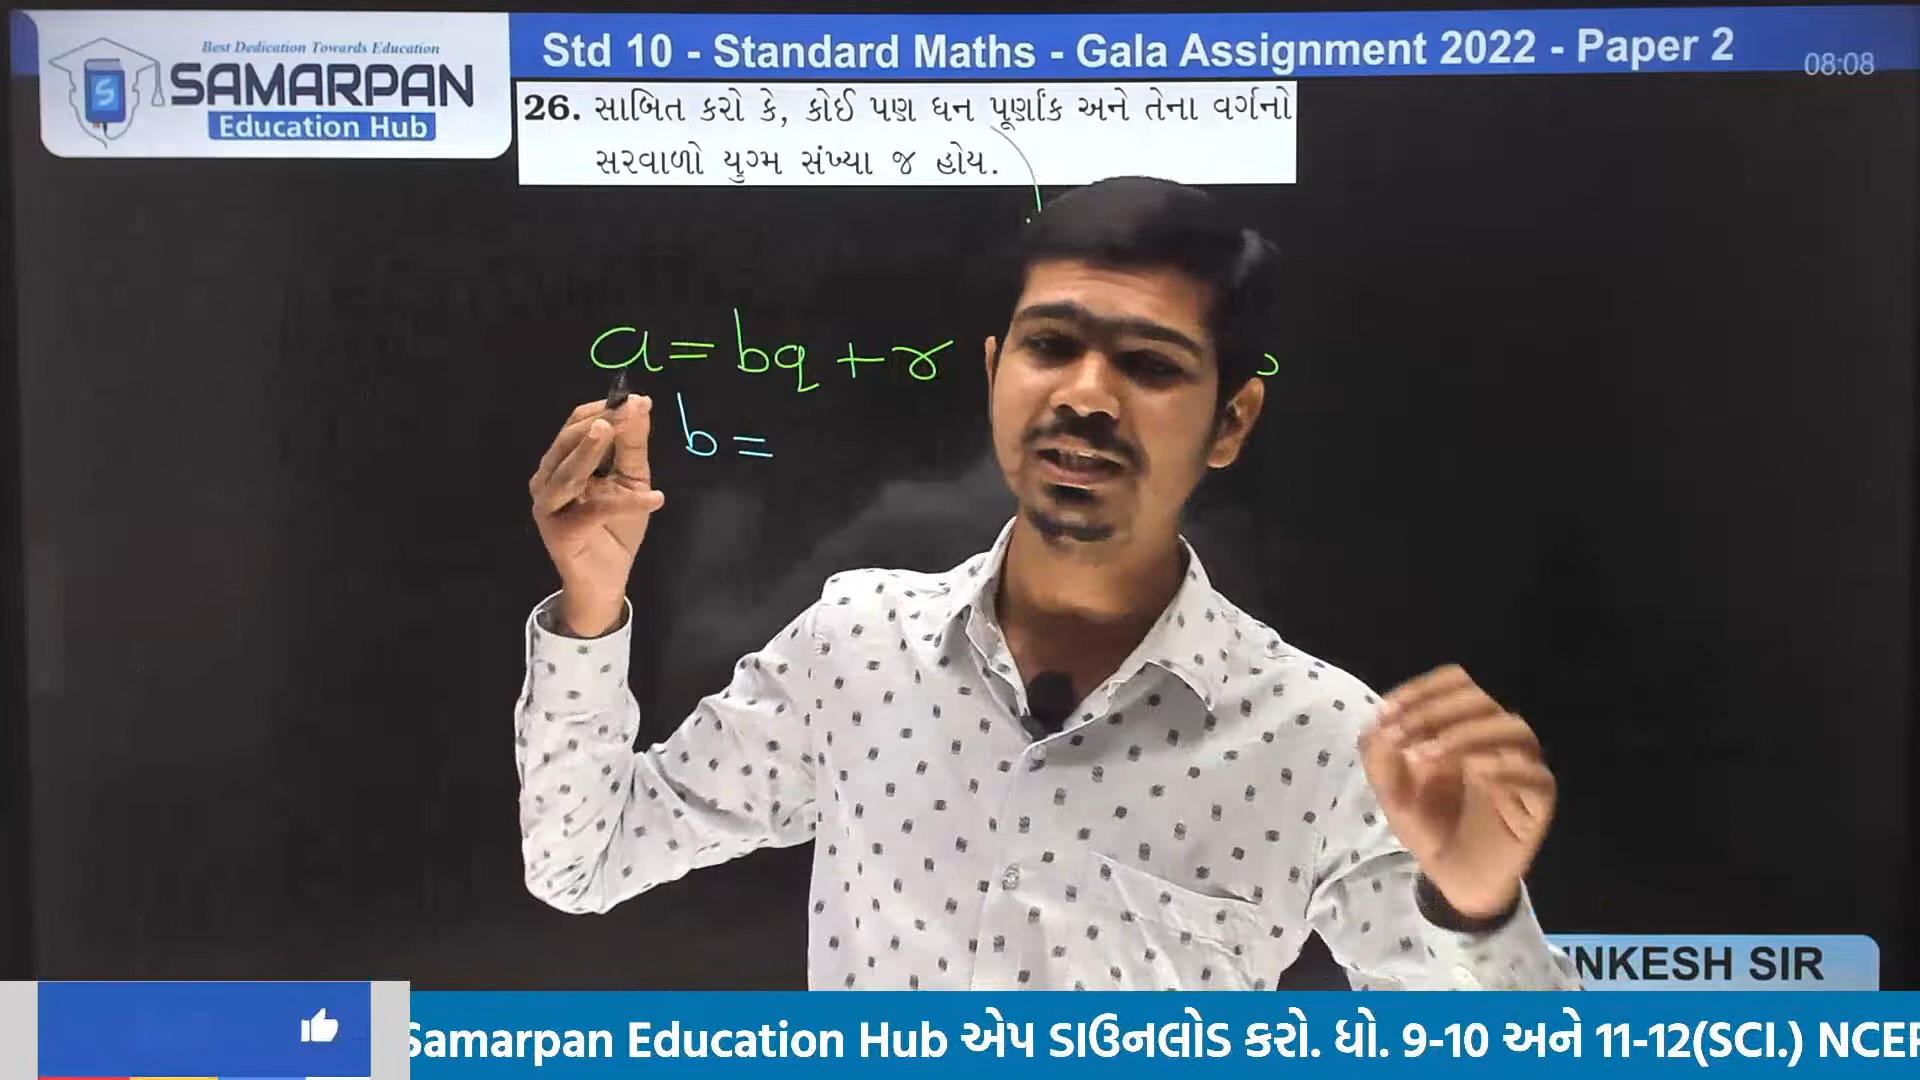 Best Dedication Towards Education
SAMARPAN
Education Hub
Std 10 - Standard Maths - Gala Assignment 2022 - Paper 2
08:08
26. સાબિત કરો કે, કોઈ પણ ધન પૂર્ણાંક અને તેના વર્ગનો
સરવાળો યુગ્મ સંખ્યા જ હોય.
a = bq + r
b =
INKESH SIR
Samarpan Education Hub એપ ડાઉનલોડ કરો. ધો. 9-10 અને 11-12(SCI.) NCER